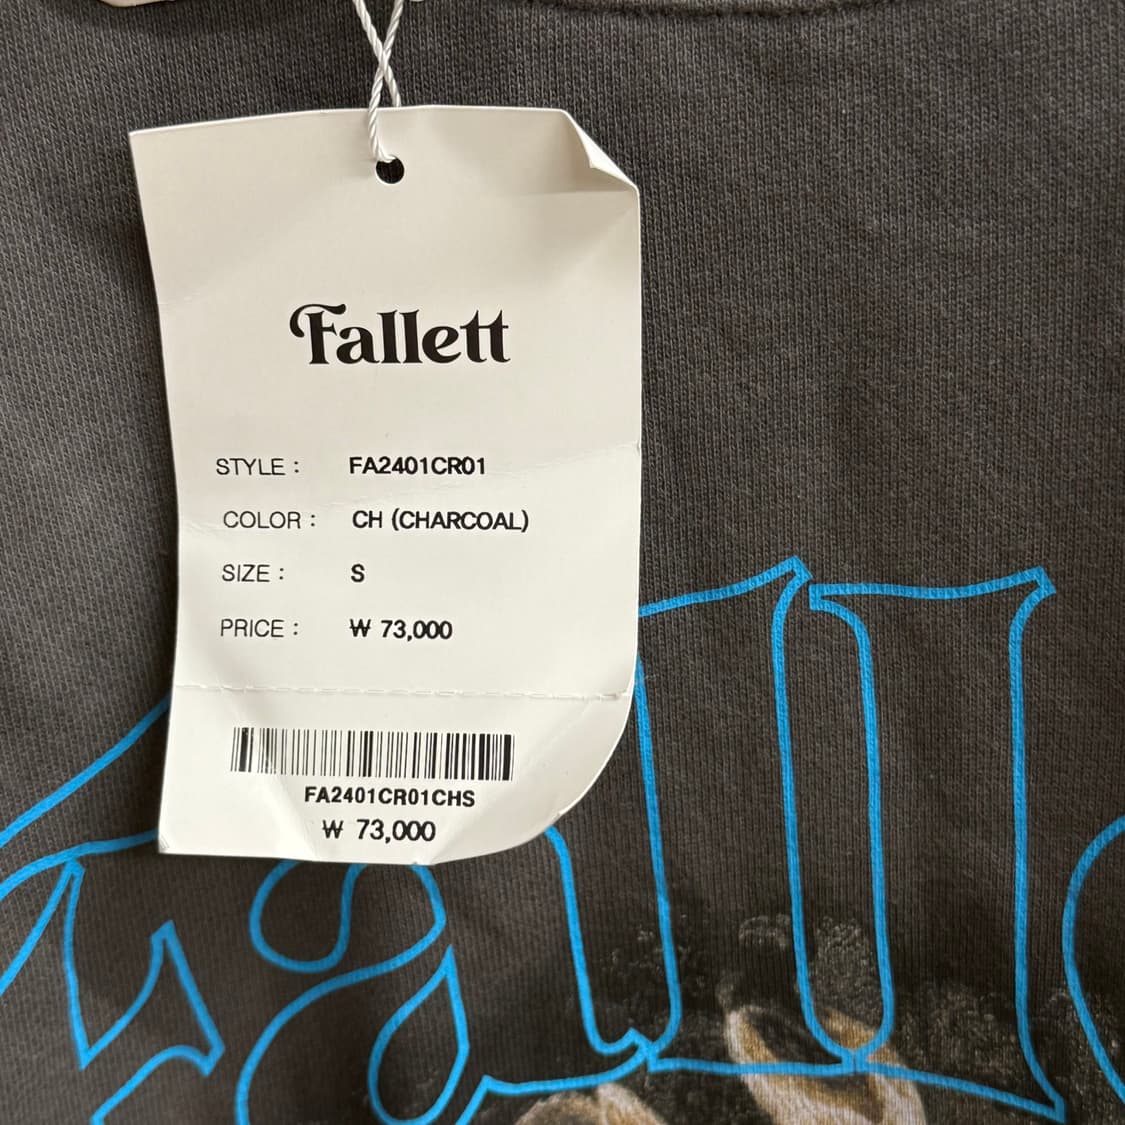 Fallett
STYLE : FA2401CR01
COLOR : CH (CHARCOAL)
SIZE : S
PRICE : ₩ 73,000
FA2401CR01CHS
₩ 73,000